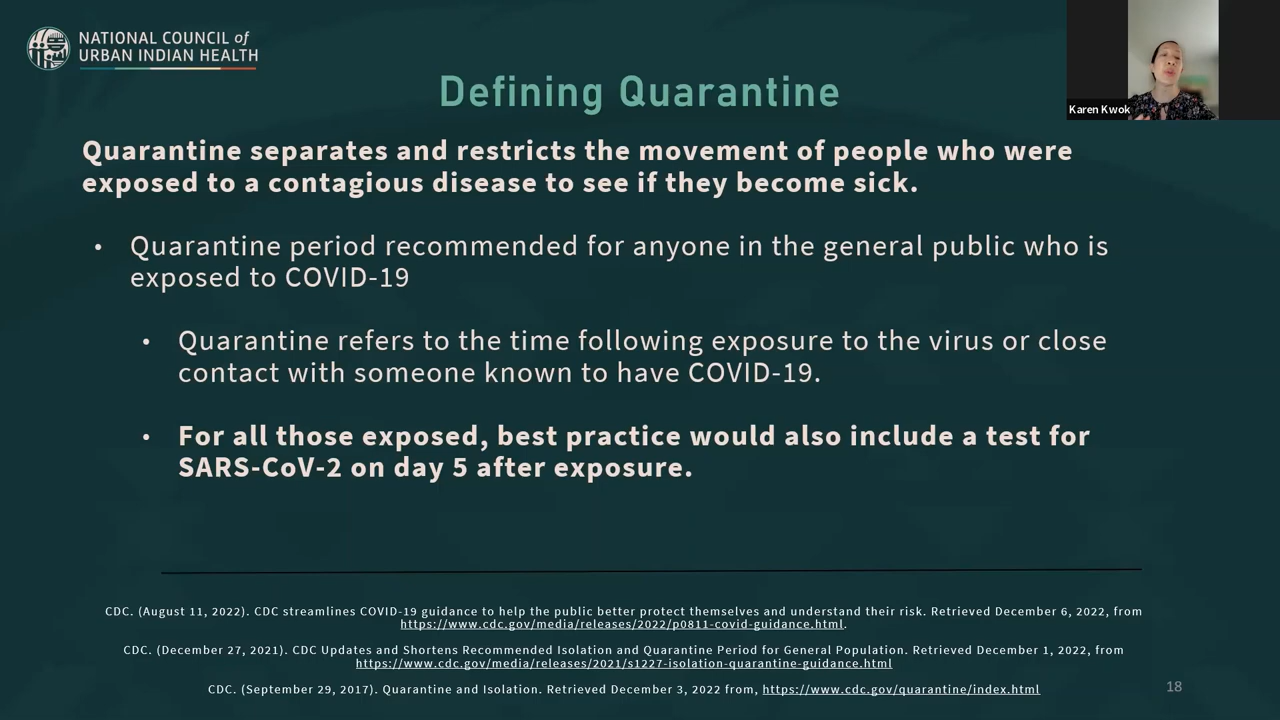 NATIONAL COUNCIL of
URBAN INDIAN HEALTH
Karen Kwok
Defining Quarantine
Quarantine separates and restricts the movement of people who were
exposed to a contagious disease to see if they become sick.
• Quarantine period recommended for anyone in the general public who is
exposed to COVID-19
• Quarantine refers to the time following exposure to the virus or close
contact with someone known to have COVID-19.
• For all those exposed, best practice would also include a test for
SARS-CoV-2 on day 5 after exposure.
CDC. (August 11, 2022). CDC streamlines COVID-19 guidance to help the public better protect themselves and understand their risk. Retrieved December 6, 2022, from
https://www.cdc.gov/media/releases/2022/p0811-covid-guidance.html.
CDC. (December 27, 2021). CDC Updates and Shortens Recommended Isolation and Quarantine Period for General Population. Retrieved December 1, 2022, from
https://www.cdc.gov/media/releases/2021/s1227-isolation-quarantine-guidance.html
CDC. (September 29, 2017). Quarantine and Isolation. Retrieved December 3, 2022 from, https://www.cdc.gov/quarantine/index.html
18